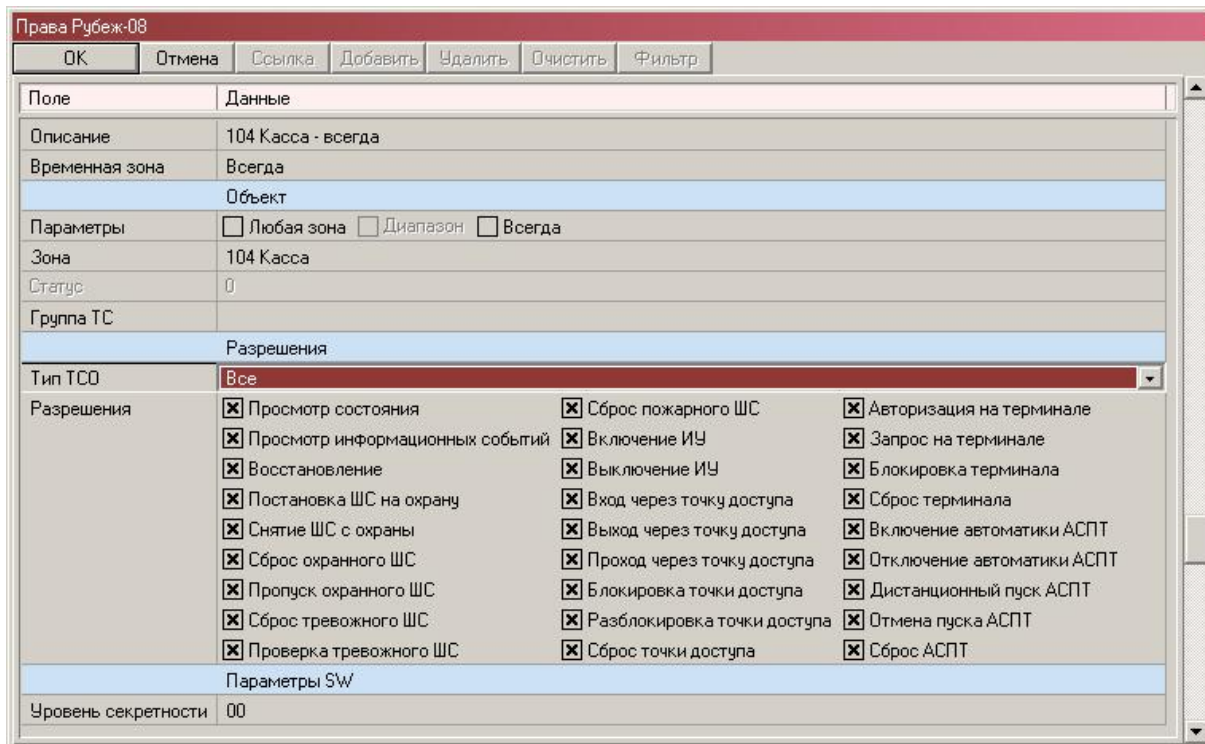 Права Рубеж-08
OK Отмена Ссылка Добавить Удалить Очистить Фильтр
Поле Данные
Описание 104 Касса - всегда
Временная зона Всегда
Объект
Параметры Любая зона Диапазон Всегда
Зона 104 Касса
Статус 0
Группа ТС
Разрешения
Тип ТСО Все
Разрешения Просмотр состояния Сброс пожарного ШС Авторизация на терминале
Просмотр информационных событий Включение ИУ Запрос на терминале
Восстановление Выключение ИУ Блокировка терминала
Постановка ШС на охрану Вход через точку доступа Сброс терминала
Снятие ШС с охраны Выход через точку доступа Включение автоматики АСПТ
Сброс охранного ШС Проход через точку доступа Отключение автоматики АСПТ
Пропуск охранного ШС Блокировка точки доступа Дистанционный пуск АСПТ
Сброс тревожного ШС Разблокировка точки доступа Отмена пуска АСПТ
Проверка тревожного ШС Сброс точки доступа Сброс АСПТ
Параметры SW
Уровень секретности 00